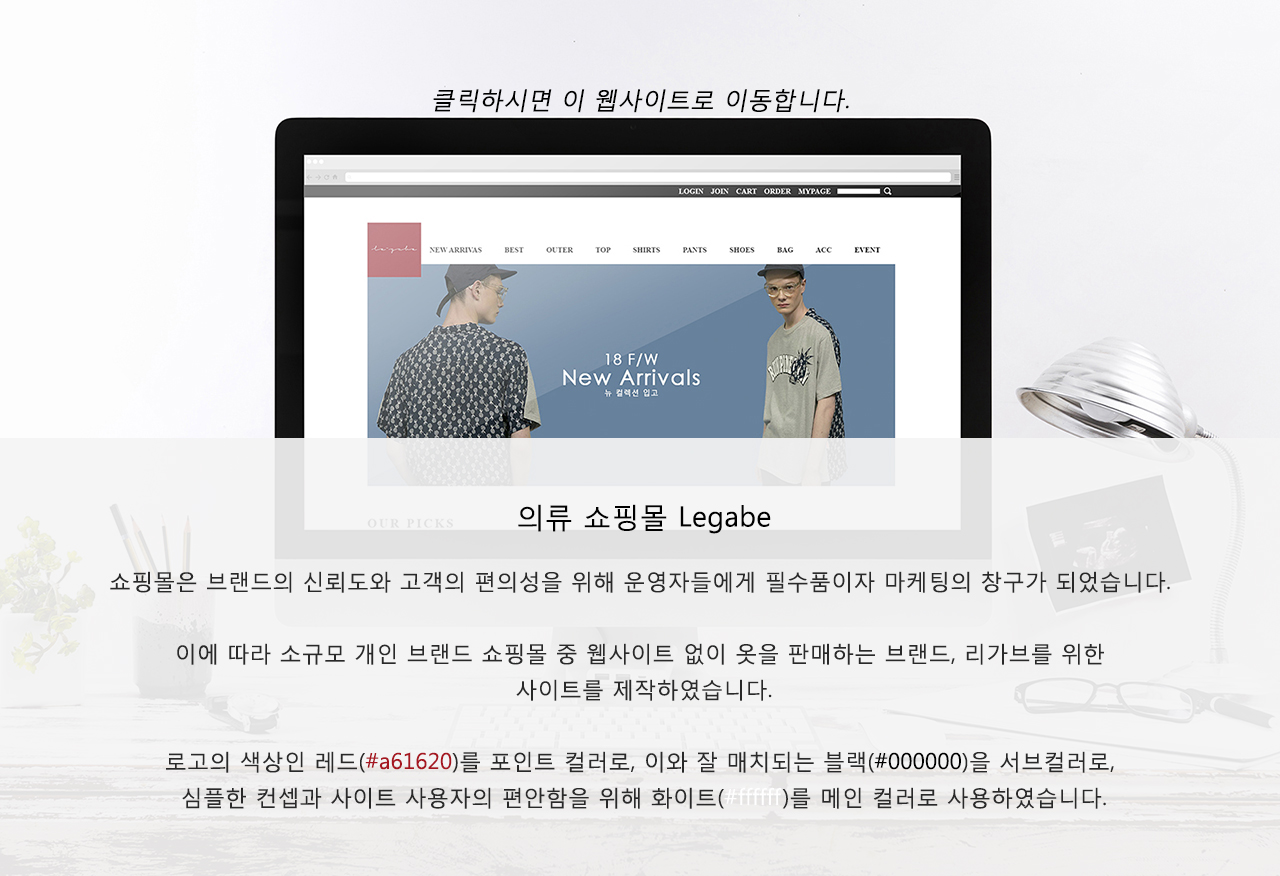 클릭하시면 이 웹사이트로 이동합니다.
LOGIN JOIN CART ORDER MYPAGE
le gabe
NEW ARRIVAS BEST OUTER TOP SHIRTS PANTS SHOES BAG ACC EVENT
18 F/W
New Arrivals
뉴 컬렉션 입고
OUR PICKS
의류 쇼핑몰 Legabe
쇼핑몰은 브랜드의 신뢰도와 고객의 편의성을 위해 운영자들에게 필수품이자 마케팅의 창구가 되었습니다.
이에 따라 소규모 개인 브랜드 쇼핑몰 중 웹사이트 없이 옷을 판매하는 브랜드, 리가브를 위한
사이트를 제작하였습니다.
로고의 색상인 레드(#a61620)를 포인트 컬러로, 이와 잘 매치되는 블랙(#000000)을 서브컬러로,
심플한 컨셉과 사이트 사용자의 편안함을 위해 화이트(#ffffff)를 메인 컬러로 사용하였습니다.